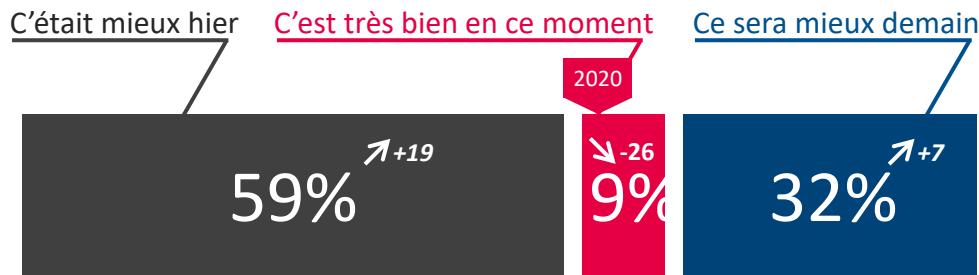 C'était mieux hier
C'est très bien en ce moment
Ce sera mieux demain
2020
+19
-26
+7
59%
9%
32%